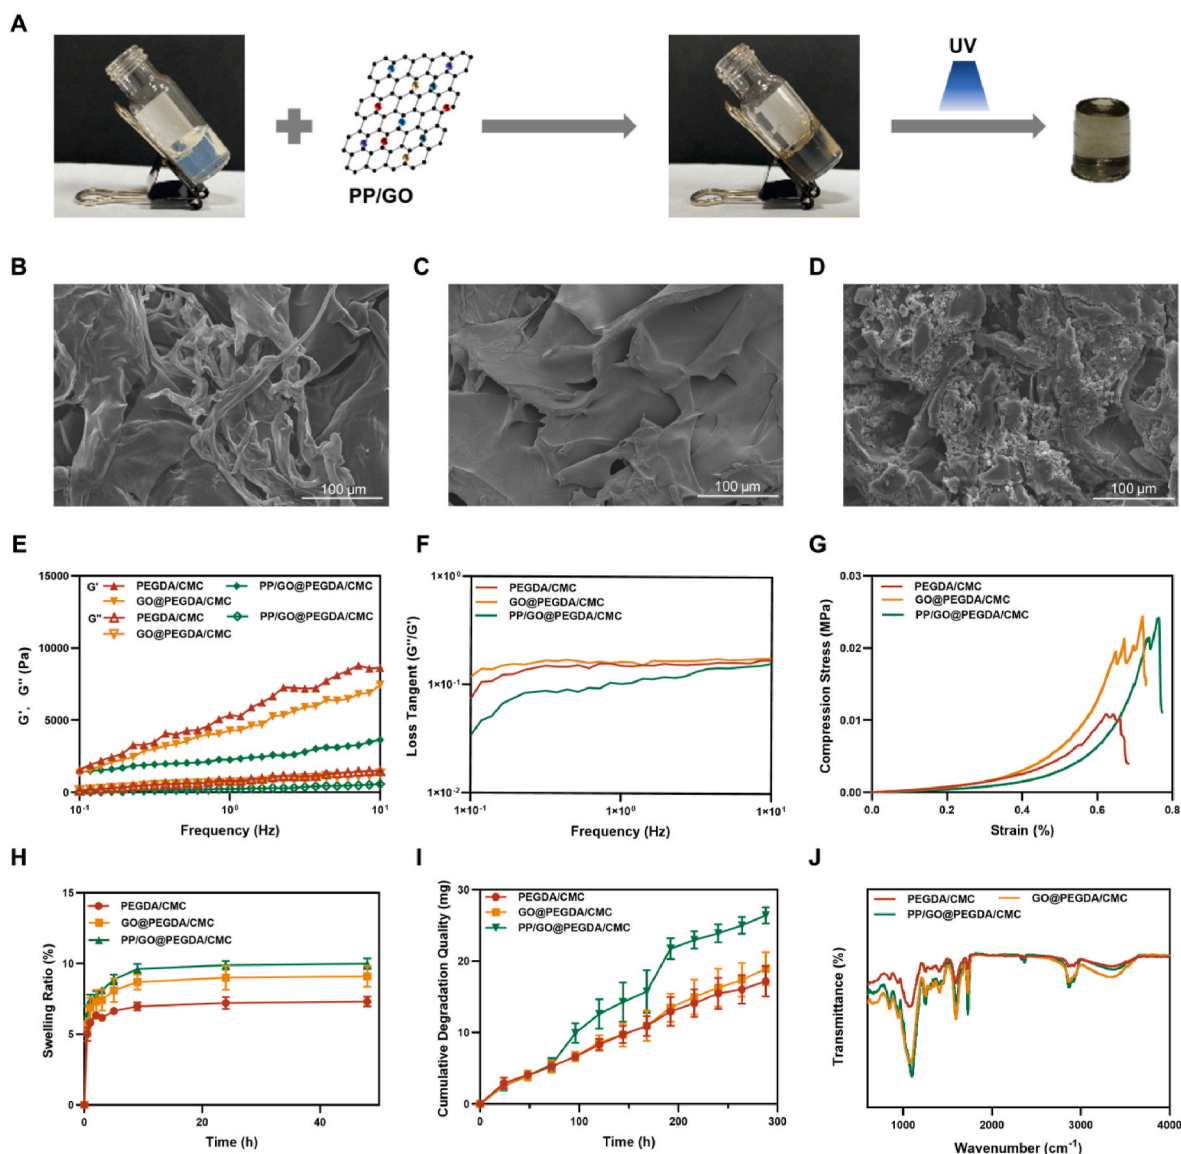 A
UV
PP/GO
B
C
D
100 µm
100 µm
100 µm
E
F
G
15000
10000
5000
0
G', G'' (Pa)
G'
PEGDA/CMC
GO@PEGDA/CMC
PP/GO@PEGDA/CMC
G''
PEGDA/CMC
GO@PEGDA/CMC
PP/GO@PEGDA/CMC
10⁻¹
10⁰
10¹
Frequency (Hz)
1×10⁰
1×10⁻¹
1×10⁻²
Loss Tangent (G''/G')
PEGDA/CMC
GO@PEGDA/CMC
PP/GO@PEGDA/CMC
1×10⁻¹
1×10⁰
1×10¹
Frequency (Hz)
0.03
0.02
0.01
0.00
Compression Stress (MPa)
PEGDA/CMC
GO@PEGDA/CMC
PP/GO@PEGDA/CMC
0.0
0.2
0.4
0.6
0.8
Strain (%)
H
I
J
15
10
5
0
Swelling Ratio (%)
PEGDA/CMC
GO@PEGDA/CMC
PP/GO@PEGDA/CMC
0
20
40
Time (h)
30
20
10
0
Cumulative Degradation Quality (mg)
PEGDA/CMC
GO@PEGDA/CMC
PP/GO@PEGDA/CMC
0
100
200
300
Time (h)
Transmittance (%)
PEGDA/CMC
GO@PEGDA/CMC
PP/GO@PEGDA/CMC
1000
2000
3000
4000
Wavenumber (cm⁻¹)